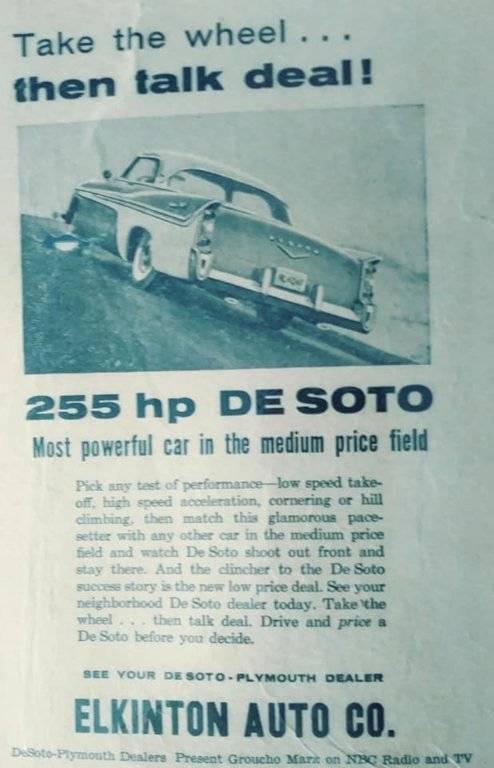 Take the wheel . . .
then talk deal!
DE SOTO
255 hp DE SOTO
Most powerful car in the medium price field
Pick any test of performance—low speed take-
off, high speed acceleration, cornering or hill
climbing, then match this glamorous pace-
setter with any other car in the medium price
field and watch De Soto shoot out front and
stay there. And the clincher to the De Soto
success story is the new low price deal. See your
neighborhood De Soto dealer today. Take the
wheel . . . then talk deal. Drive and price a
De Soto before you decide.
SEE YOUR DE SOTO-PLYMOUTH DEALER
ELKINTON AUTO CO.
DeSoto-Plymouth Dealers Present Groucho Marx on NBC Radio and TV